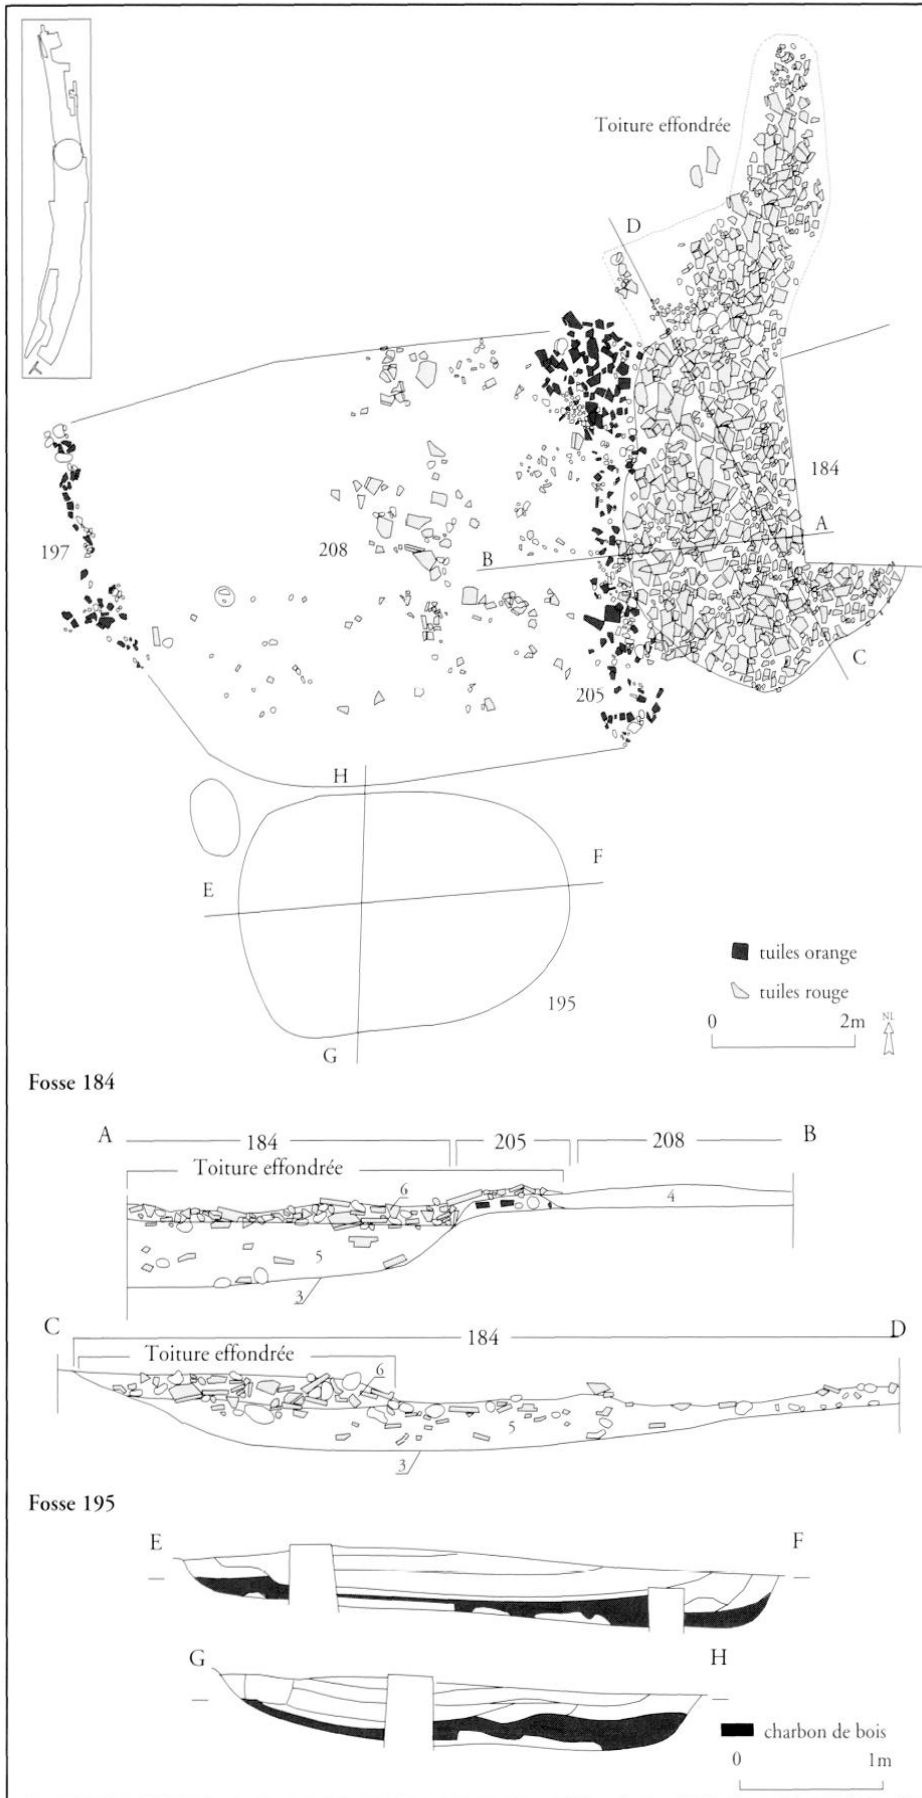 Toiture effondrée
D
184
A
197
208
B
C
205
H
E
F
tuiles orange
tuiles rouge
195
0 2m
NL
G
Fosse 184
A 184 205 208 B
Toiture effondrée
6
4
5
3
C 184 D
Toiture effondrée
6
5
3
Fosse 195
E F
G H
charbon de bois
0 1m